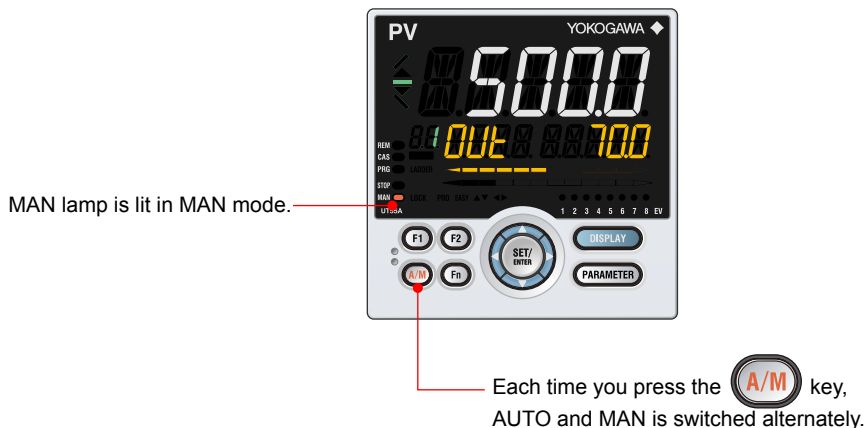 PV
YOKOGAWA
500.0
1 OUt 70.0
REM
CAS
PRG LADDER
STOP
MAN LOCK PRO EASY
1 2 3 4 5 6 7 8 EV
UT55A
MAN lamp is lit in MAN mode.
F1 F2
SET/
ENTER
DISPLAY
A/M Fn
PARAMETER
Each time you press the A/M key,
AUTO and MAN is switched alternately.